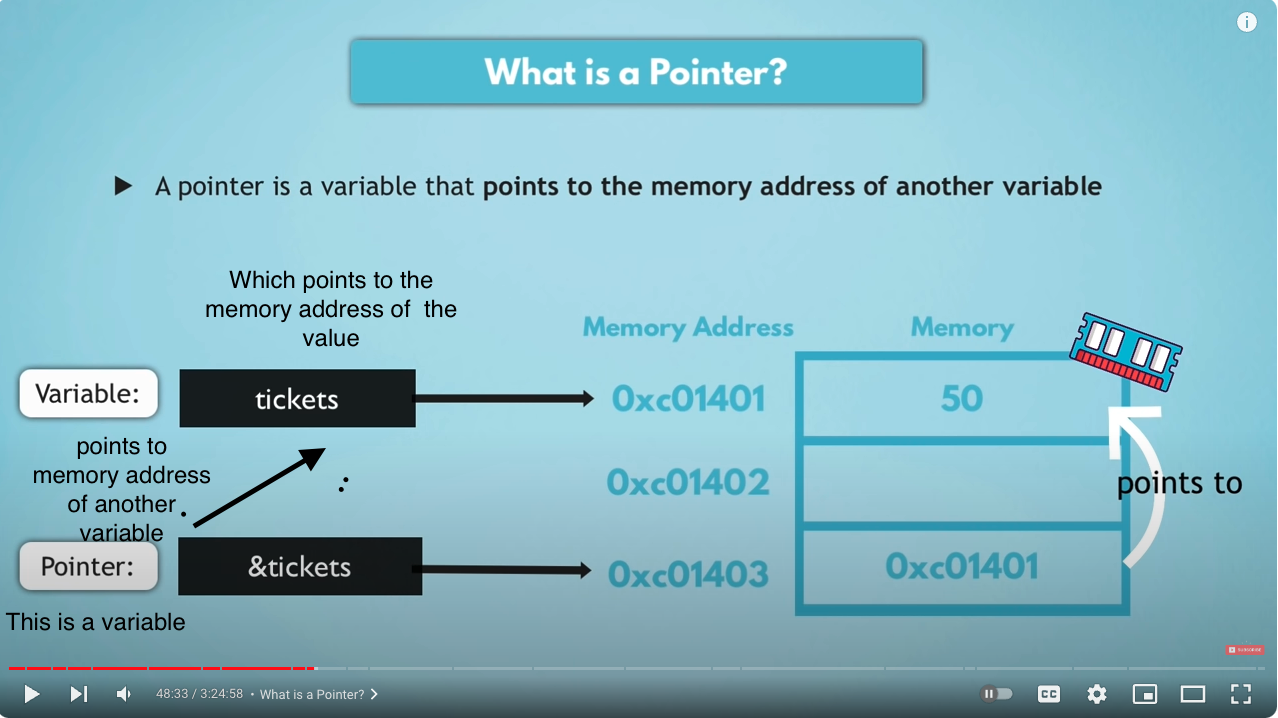 What is a Pointer?
A pointer is a variable that points to the memory address of another variable
Which points to the
memory address of the
value
Memory Address Memory
Variable: tickets 0xc01401 50
points to
memory address
of another
variable
0xc01402
points to
Pointer: &tickets 0xc01403 0xc01401
This is a variable
SUBSCRIBE
48:33 / 3:24:58 • What is a Pointer?
CC